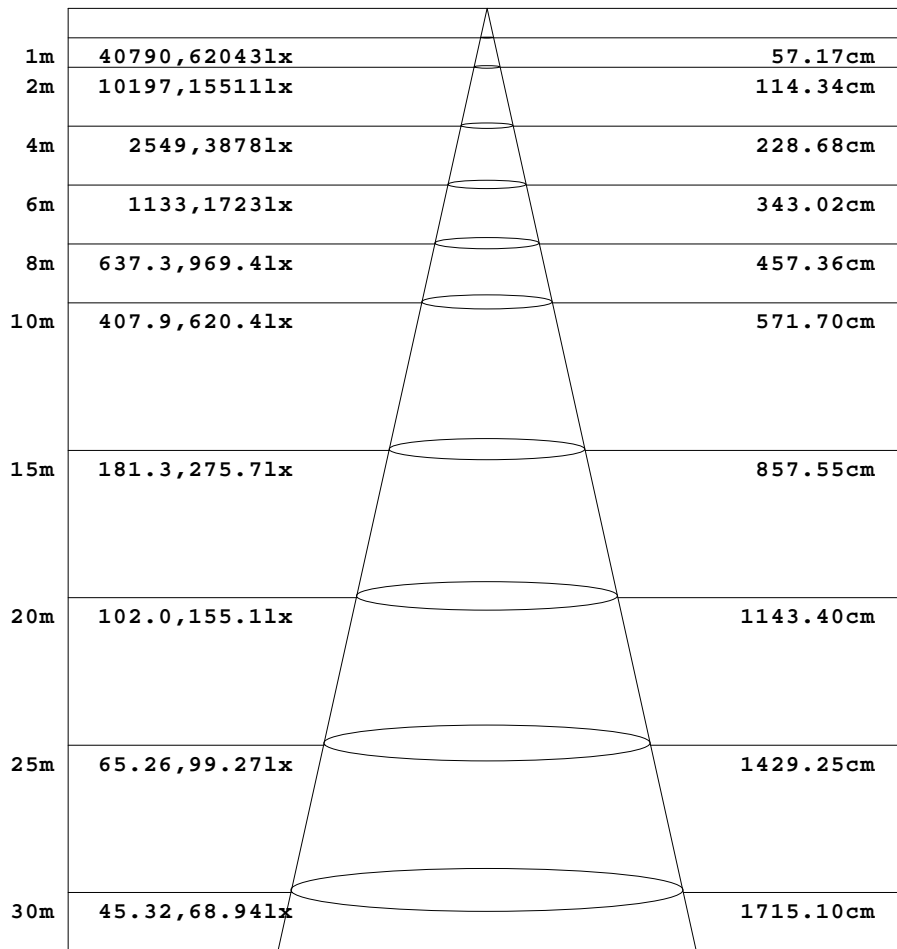 1m 40790,62043lx 57.17cm
2m 10197,15511lx 114.34cm
4m 2549,3878lx 228.68cm
6m 1133,1723lx 343.02cm
8m 637.3,969.4lx 457.36cm
10m 407.9,620.4lx 571.70cm
15m 181.3,275.7lx 857.55cm
20m 102.0,155.1lx 1143.40cm
25m 65.26,99.27lx 1429.25cm
30m 45.32,68.94lx 1715.10cm